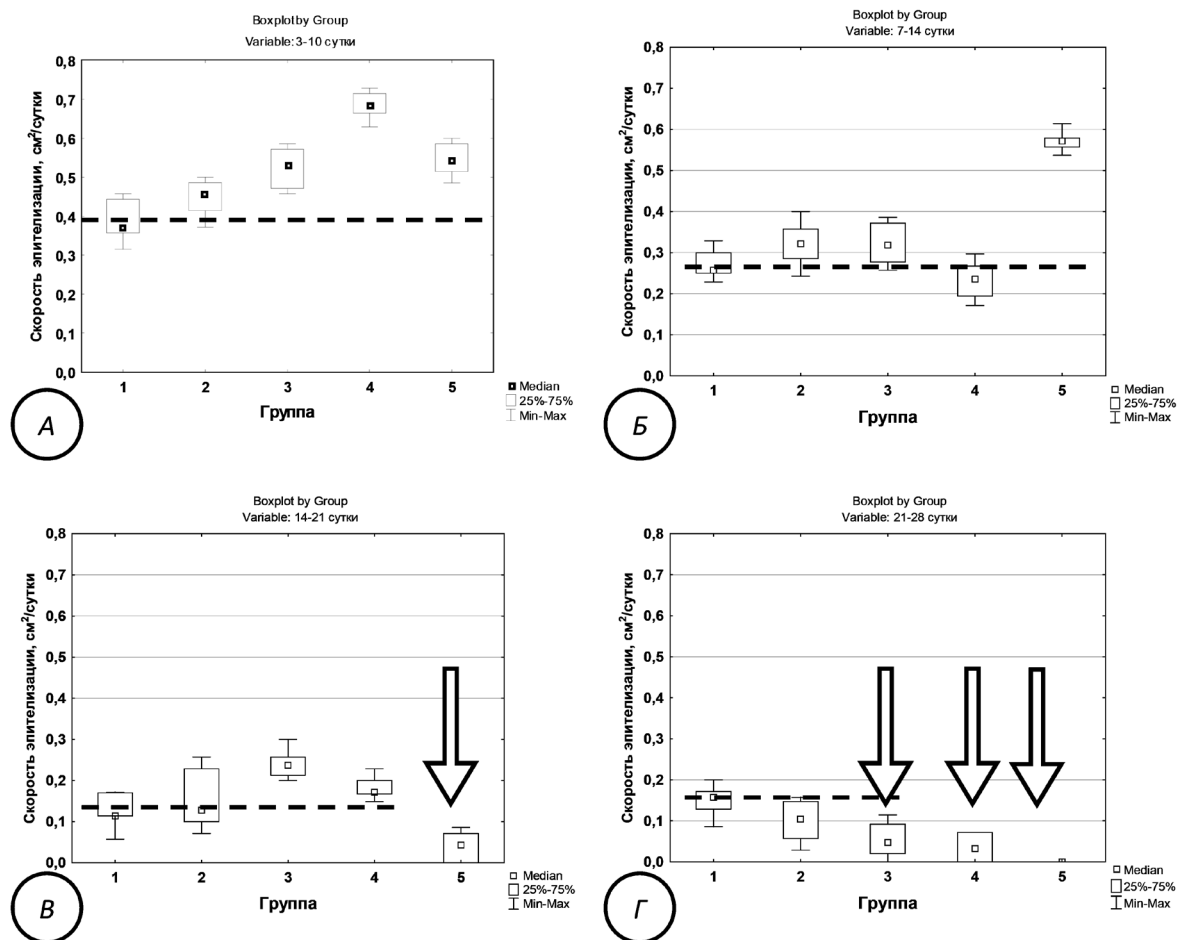 Boxplot by Group
Variable: 3-10 сутки
Скорость эпителизации, см²/сутки
0,8
0,7
0,6
0,5
0,4
0,3
0,2
0,1
0,0
1 2 3 4 5
Группа
Median
25%-75%
Min-Max
А
Boxplot by Group
Variable: 7-14 сутки
Скорость эпителизации, см²/сутки
0,8
0,7
0,6
0,5
0,4
0,3
0,2
0,1
0,0
1 2 3 4 5
Группа
Median
25%-75%
Min-Max
Б
Boxplot by Group
Variable: 14-21 сутки
Скорость эпителизации, см²/сутки
0,8
0,7
0,6
0,5
0,4
0,3
0,2
0,1
0,0
1 2 3 4 5
Группа
Median
25%-75%
Min-Max
В
Boxplot by Group
Variable: 21-28 сутки
Скорость эпителизации, см²/сутки
0,8
0,7
0,6
0,5
0,4
0,3
0,2
0,1
0,0
1 2 3 4 5
Группа
Median
25%-75%
Min-Max
Г